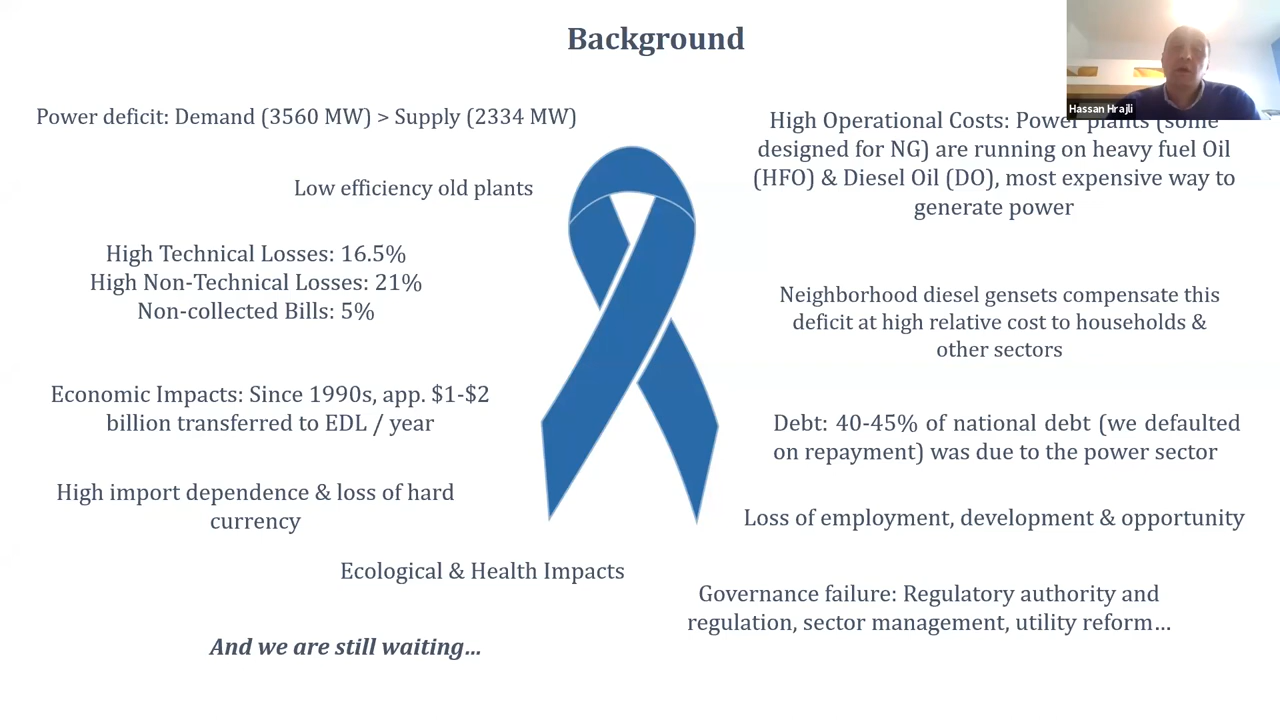 Background
Hassan Hrajli
Power deficit: Demand (3560 MW) > Supply (2334 MW)
Low efficiency old plants
High Technical Losses: 16.5%
High Non-Technical Losses: 21%
Non-collected Bills: 5%
Economic Impacts: Since 1990s, app. $1-$2
billion transferred to EDL / year
High import dependence & loss of hard
currency
Ecological & Health Impacts
And we are still waiting...
High Operational Costs: Power plants (some
designed for NG) are running on heavy fuel Oil
(HFO) & Diesel Oil (DO), most expensive way to
generate power
Neighborhood diesel gensets compensate this
deficit at high relative cost to households &
other sectors
Debt: 40-45% of national debt (we defaulted
on repayment) was due to the power sector
Loss of employment, development & opportunity
Governance failure: Regulatory authority and
regulation, sector management, utility reform...